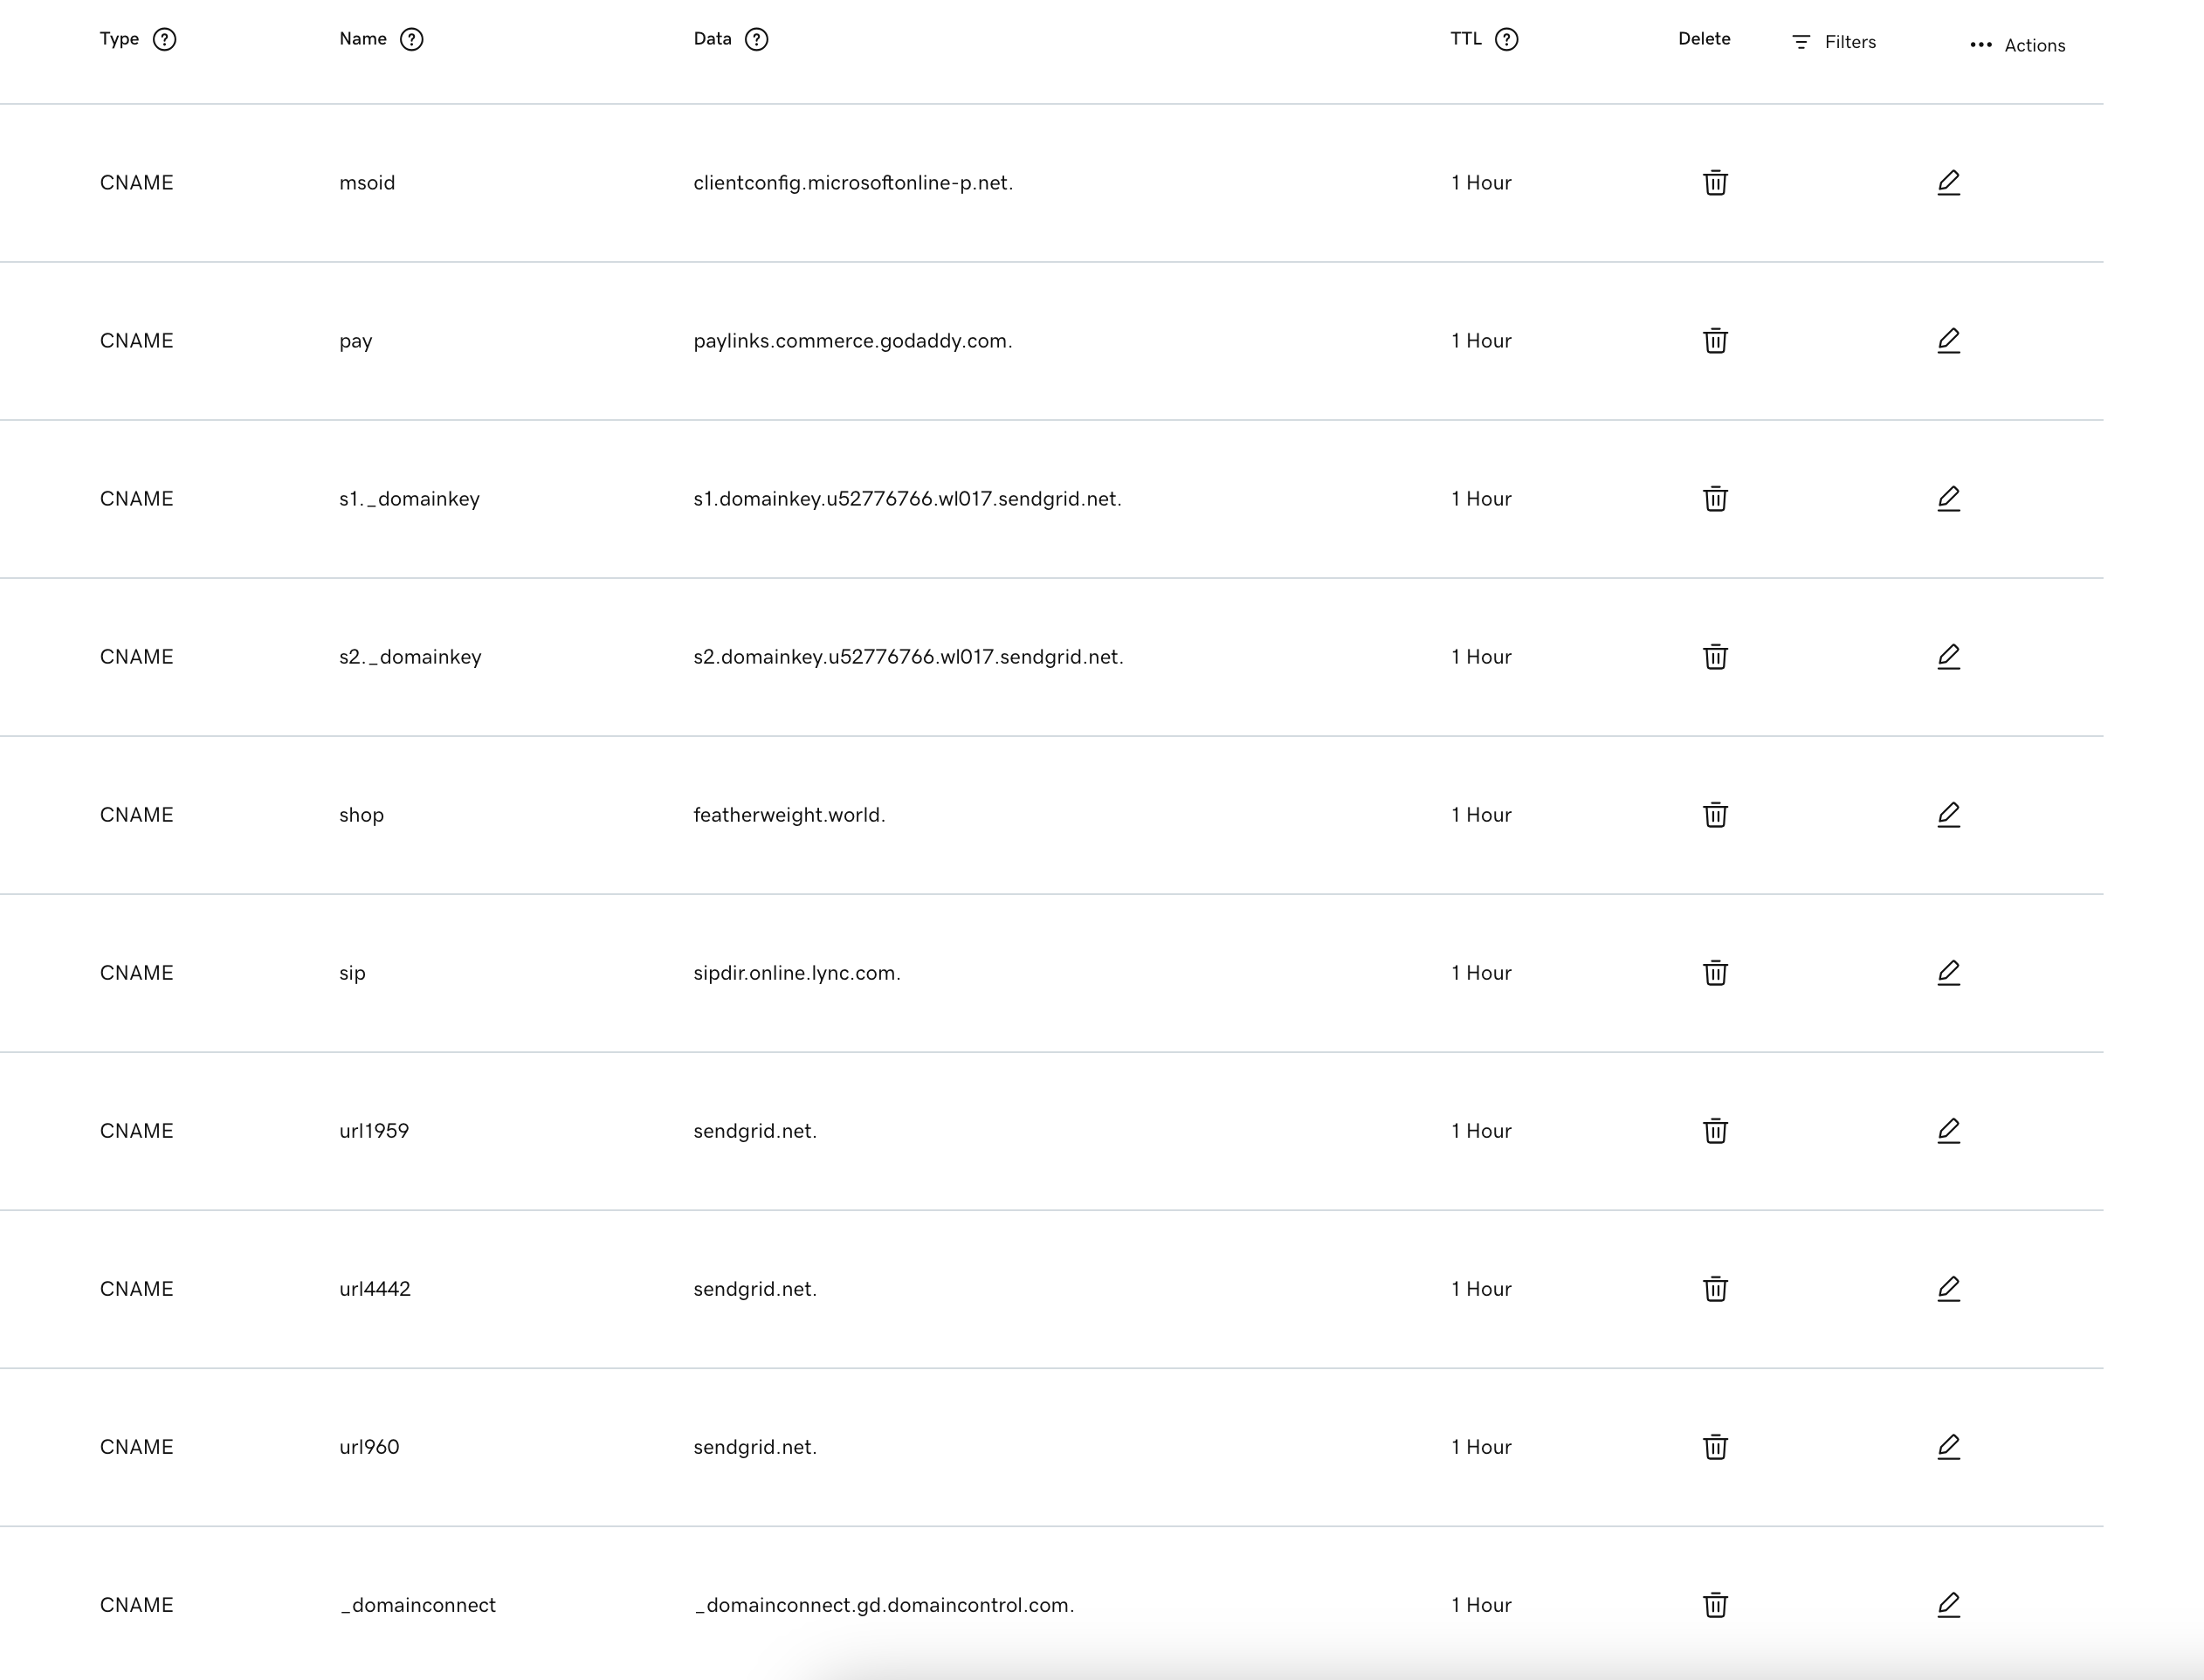 Type Name Data TTL Delete Filters Actions
CNAME msoid clientconfig.microsoftonline-p.net. 1 Hour
CNAME pay paylinks.commerce.godaddy.com. 1 Hour
CNAME s1._domainkey s1.domainkey.u52776766.wl017.sendgrid.net. 1 Hour
CNAME s2._domainkey s2.domainkey.u52776766.wl017.sendgrid.net. 1 Hour
CNAME shop featherweight.world. 1 Hour
CNAME sip sipdir.online.lync.com. 1 Hour
CNAME url1959 sendgrid.net. 1 Hour
CNAME url4442 sendgrid.net. 1 Hour
CNAME url960 sendgrid.net. 1 Hour
CNAME _domainconnect _domainconnect.gd.domaincontrol.com. 1 Hour